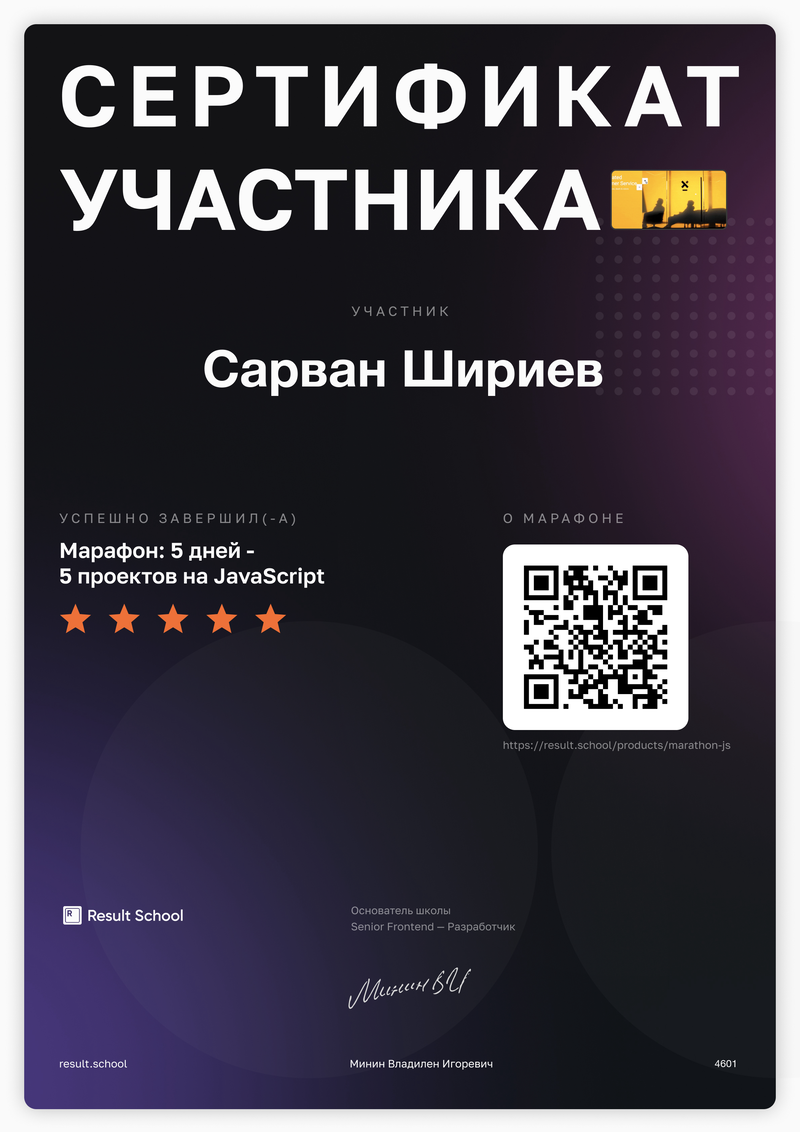 СЕРТИФИКАТ
УЧАСТНИКА
УЧАСТНИК
Сарван Шириев
УСПЕШНО ЗАВЕРШИЛ(-А)
Марафон: 5 дней -
5 проектов на JavaScript
О МАРАФОНЕ
https://result.school/products/marathon-js
R Result School
Основатель школы
Senior Frontend — Разработчик
Минин ВИ
result.school
Минин Владилен Игоревич
4601